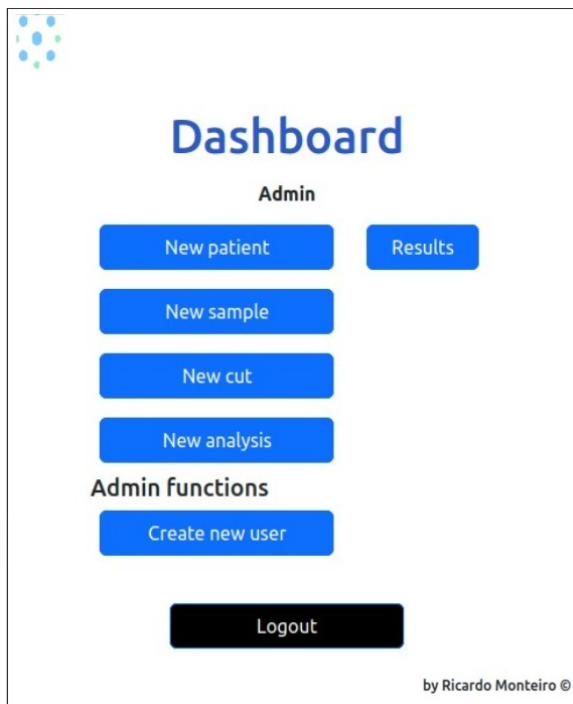 Dashboard
Admin
New patient Results
New sample
New cut
New analysis
Admin functions
Create new user
Logout
by Ricardo Monteiro ©